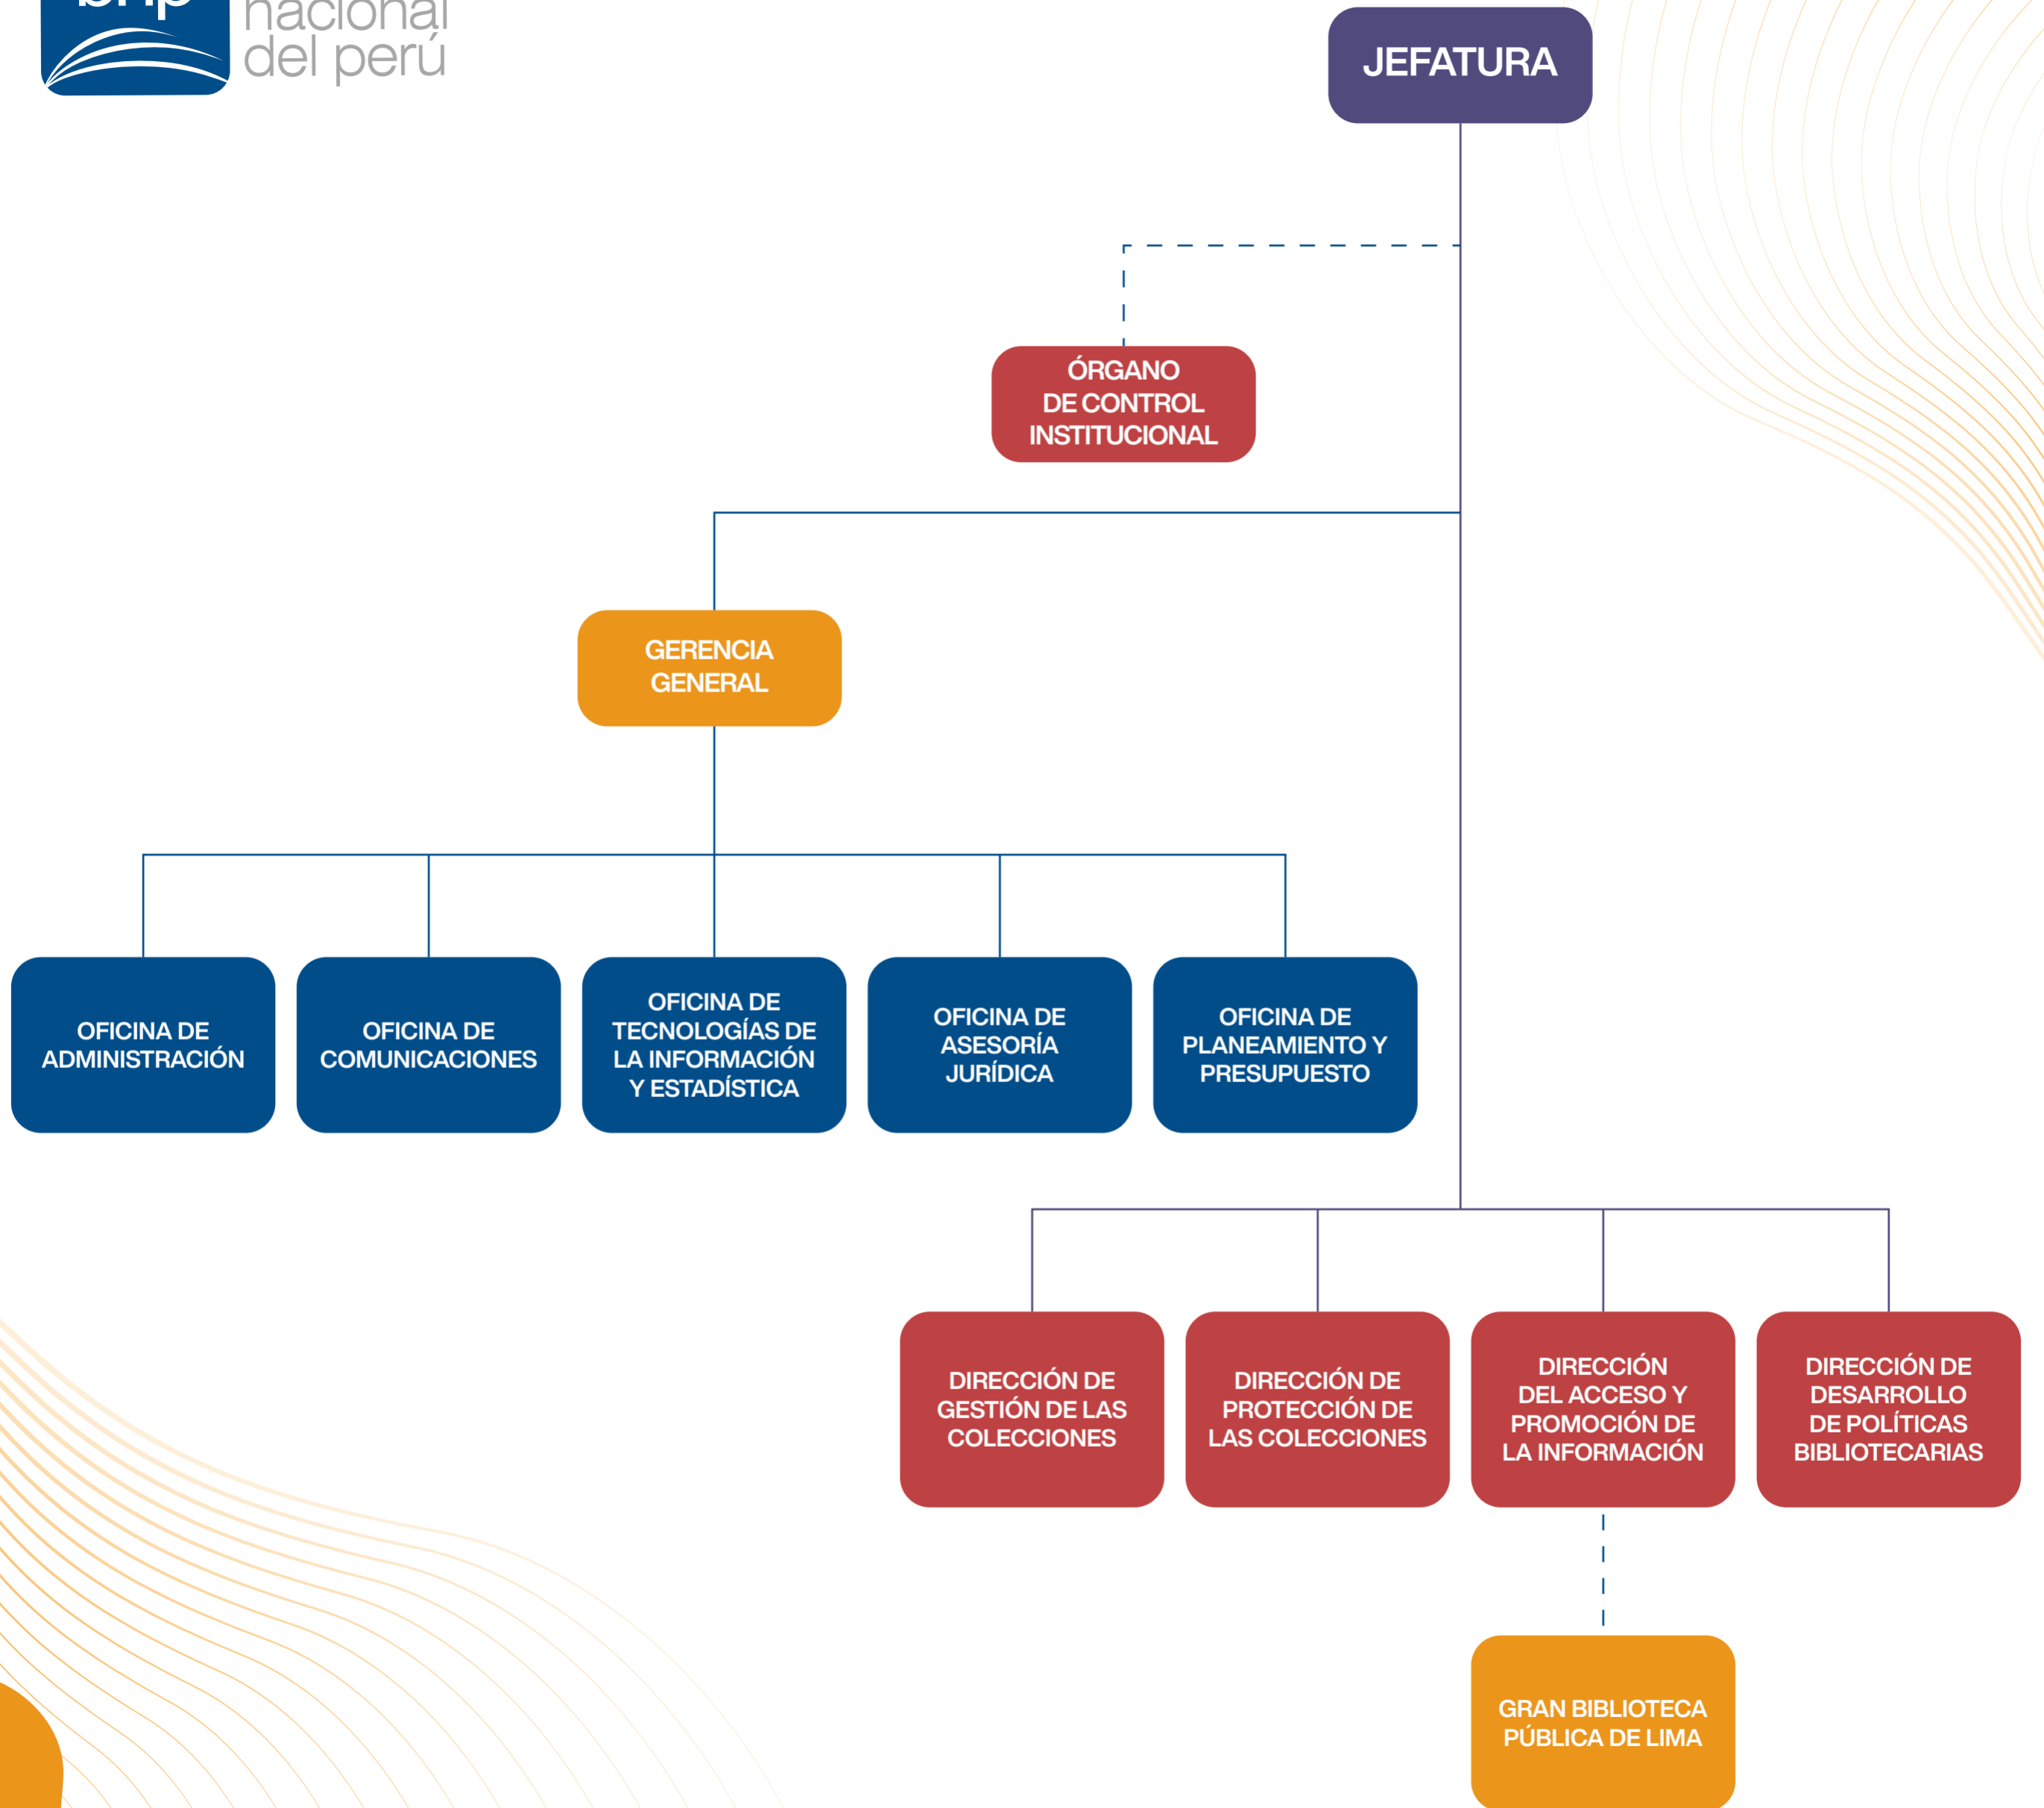 bnp
nacional
del perú
JEFATURA
ÓRGANO
DE CONTROL
INSTITUCIONAL
GERENCIA
GENERAL
OFICINA DE
ADMINISTRACIÓN
OFICINA DE
COMUNICACIONES
OFICINA DE
TECNOLOGÍAS DE
LA INFORMACIÓN
Y ESTADÍSTICA
OFICINA DE
ASESORÍA
JURÍDICA
OFICINA DE
PLANEAMIENTO Y
PRESUPUESTO
DIRECCIÓN DE
GESTIÓN DE LAS
COLECCIONES
DIRECCIÓN DE
PROTECCIÓN DE
LAS COLECCIONES
DIRECCIÓN
DEL ACCESO Y
PROMOCIÓN DE
LA INFORMACIÓN
DIRECCIÓN DE
DESARROLLO
DE POLÍTICAS
BIBLIOTECARIAS
GRAN BIBLIOTECA
PÚBLICA DE LIMA